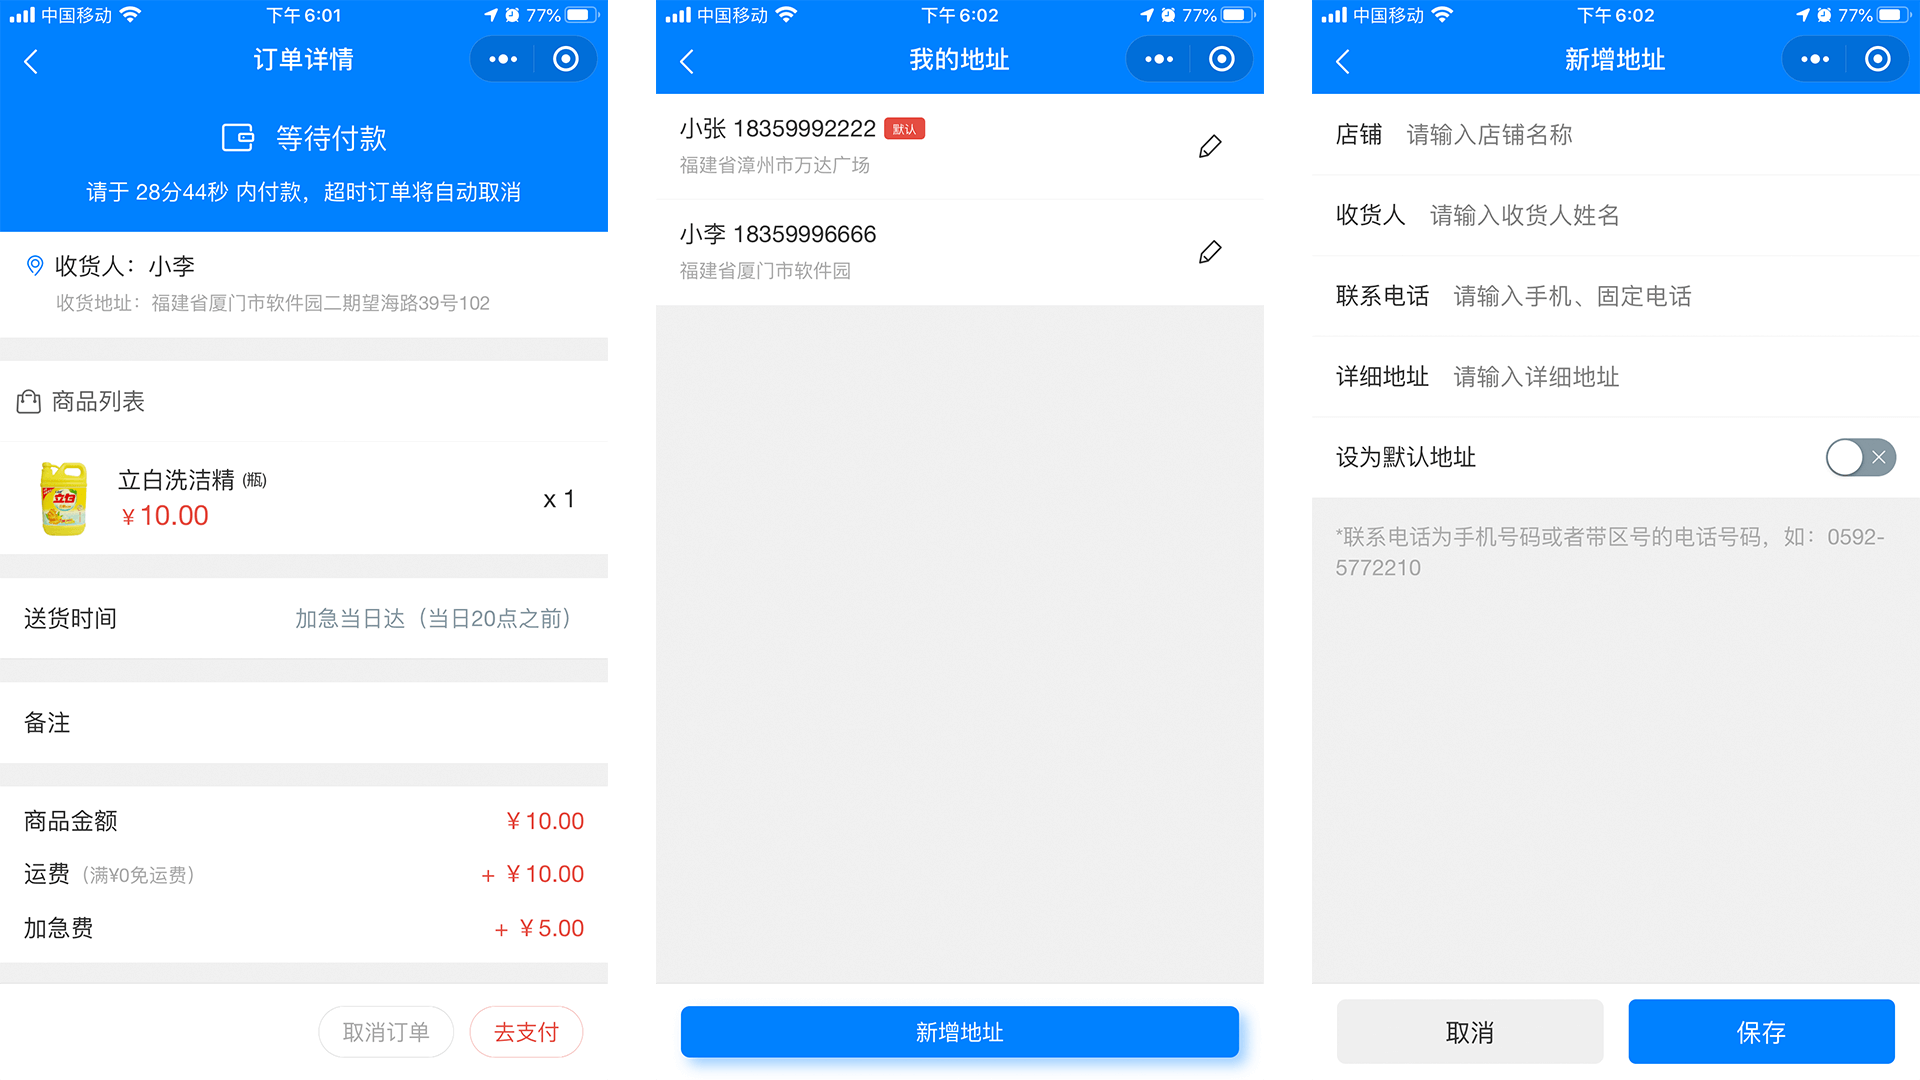 中国移动 下午6:01 77%
订单详情
等待付款
请于 28分44秒 内付款，超时订单将自动取消
收货人：小李
收货地址：福建省厦门市软件园二期望海路39号102
商品列表
立白
立白洗洁精 (瓶)
¥10.00
x 1
送货时间 加急当日达（当日20点之前）
备注
商品金额 ¥10.00
运费（满¥0免运费） + ¥10.00
加急费 + ¥5.00
取消订单 去支付
中国移动 下午6:02 77%
我的地址
小张 18359992222 默认
福建省漳州市万达广场
小李 18359996666
福建省厦门市软件园
新增地址
中国移动 下午6:02 77%
新增地址
店铺 请输入店铺名称
收货人 请输入收货人姓名
联系电话 请输入手机、固定电话
详细地址 请输入详细地址
设为默认地址
*联系电话为手机号码或者带区号的电话号码，如：0592-
5772210
取消 保存